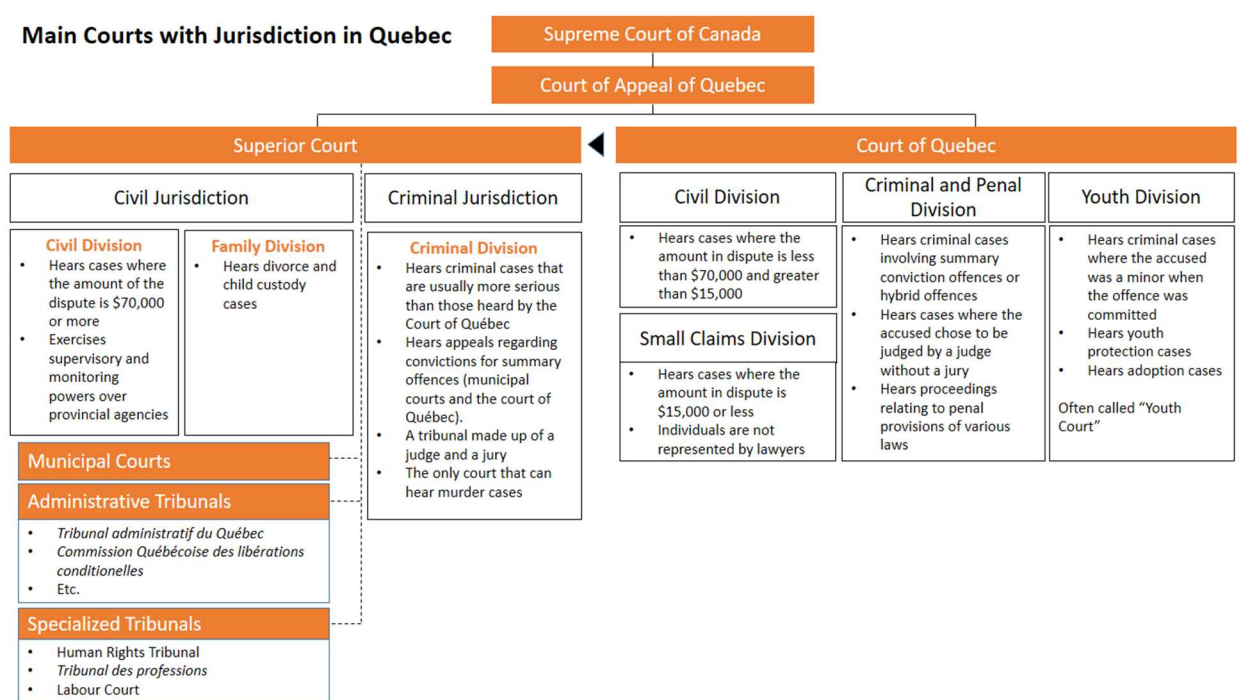 Main Courts with Jurisdiction in Quebec
Supreme Court of Canada
Court of Appeal of Quebec
Superior Court
Civil Jurisdiction
Civil Division
• Hears cases where
the amount of the
dispute is $70,000
or more
• Exercises
supervisory and
monitoring
powers over
provincial agencies
Family Division
• Hears divorce and
child custody
cases
Criminal Jurisdiction
Criminal Division
• Hears criminal cases that
are usually more serious
than those heard by the
Court of Québec
• Hears appeals regarding
convictions for summary
offences (municipal
courts and the court of
Québec).
• A tribunal made up of a
judge and a jury
• The only court that can
hear murder cases
Municipal Courts
Administrative Tribunals
• Tribunal administratif du Québec
• Commission Québécoise des libérations
conditionelles
• Etc.
Specialized Tribunals
• Human Rights Tribunal
• Tribunal des professions
• Labour Court
Court of Quebec
Civil Division
• Hears cases where the
amount in dispute is less
than $70,000 and greater
than $15,000
Small Claims Division
• Hears cases where the
amount in dispute is
$15,000 or less
• Individuals are not
represented by lawyers
Criminal and Penal
Division
• Hears criminal cases
involving summary
conviction offences or
hybrid offences
• Hears cases where the
accused chose to be
judged by a judge
without a jury
• Hears proceedings
relating to penal
provisions of various
laws
Youth Division
• Hears criminal cases
where the accused
was a minor when
the offence was
committed
• Hears youth
protection cases
• Hears adoption cases
Often called “Youth
Court”